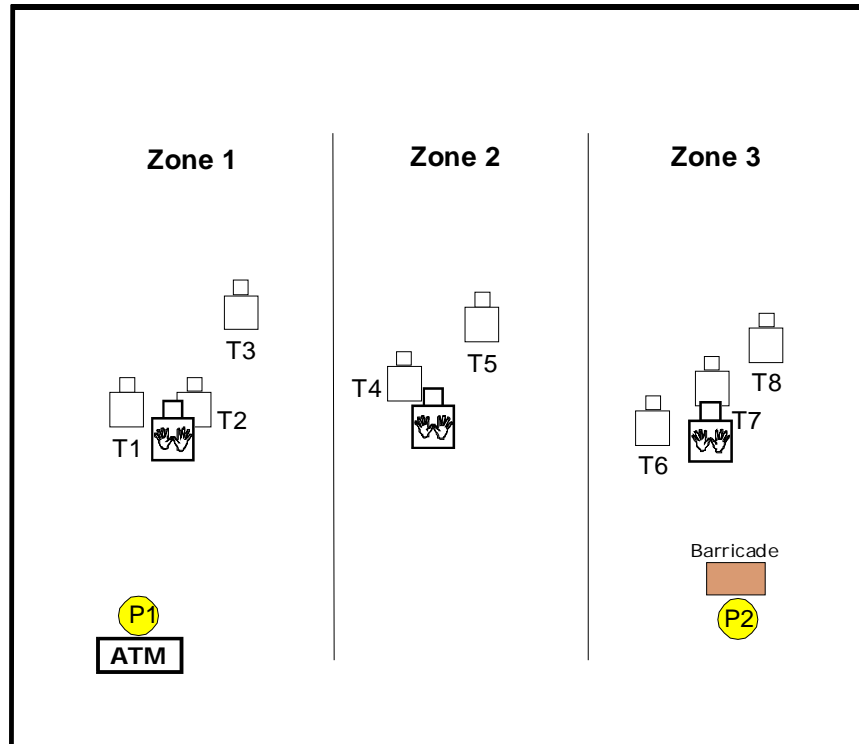 Zone 1
Zone 2
Zone 3
T3
T5
T8
T4
T1
T2
T7
T6
Barricade
P1
P2
ATM